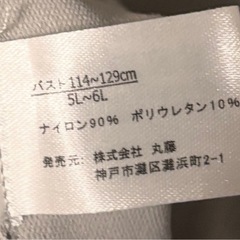 バスト114~129cm
5L~6L
ナイロン90% ポリウレタン10%
発売元: 株式会社 丸藤
神戸市灘区灘浜町2-1